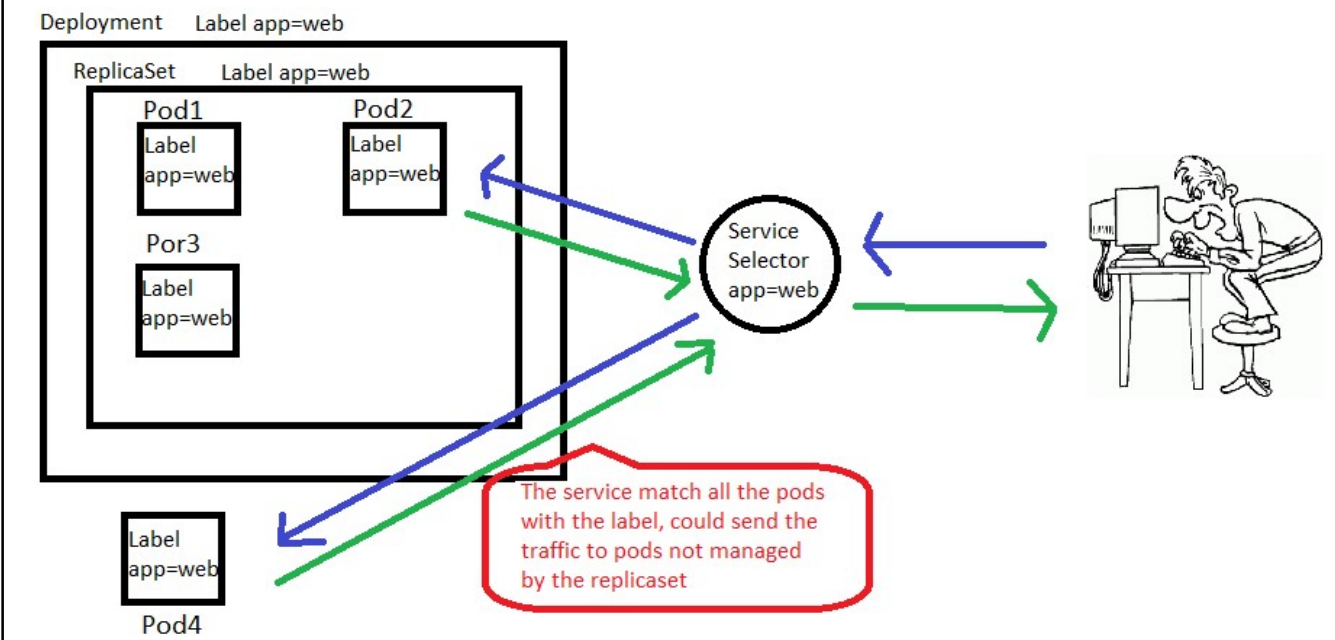 Deployment Label app=web
ReplicaSet Label app=web
Pod1
Label
app=web
Pod2
Label
app=web
Por3
Label
app=web
Service
Selector
app=web
The service match all the pods
with the label, could send the
traffic to pods not managed
by the replicaset
Label
app=web
Pod4